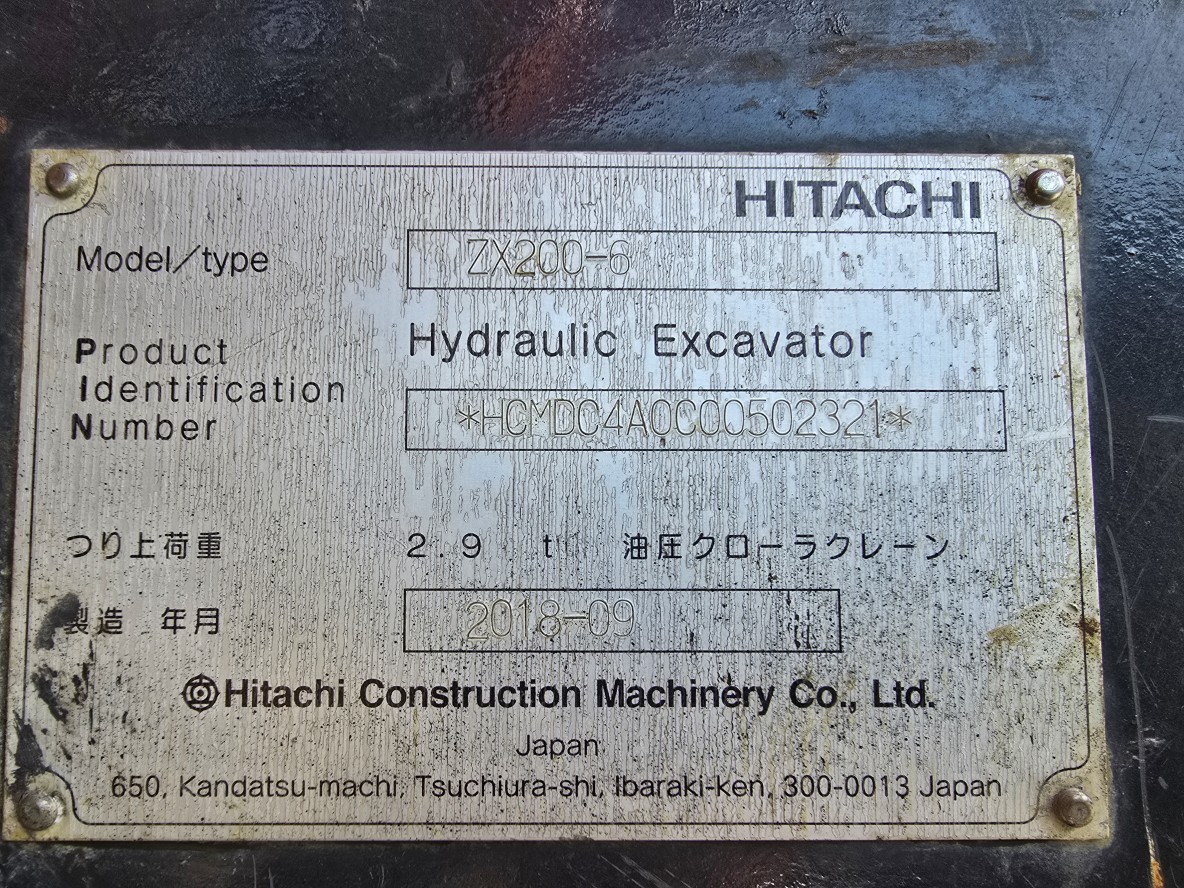 HITACHI
Model/type ZX200-6
Hydraulic Excavator
Product
Identification
Number
*HCMDC4A0C00502321*
つり上荷重 2.9 t 油圧クローラクレーン
製造 年月 2018-09
Hitachi Construction Machinery Co., Ltd.
Japan
650, Kandatsu-machi, Tsuchiura-shi, Ibaraki-ken, 300-0013 Japan